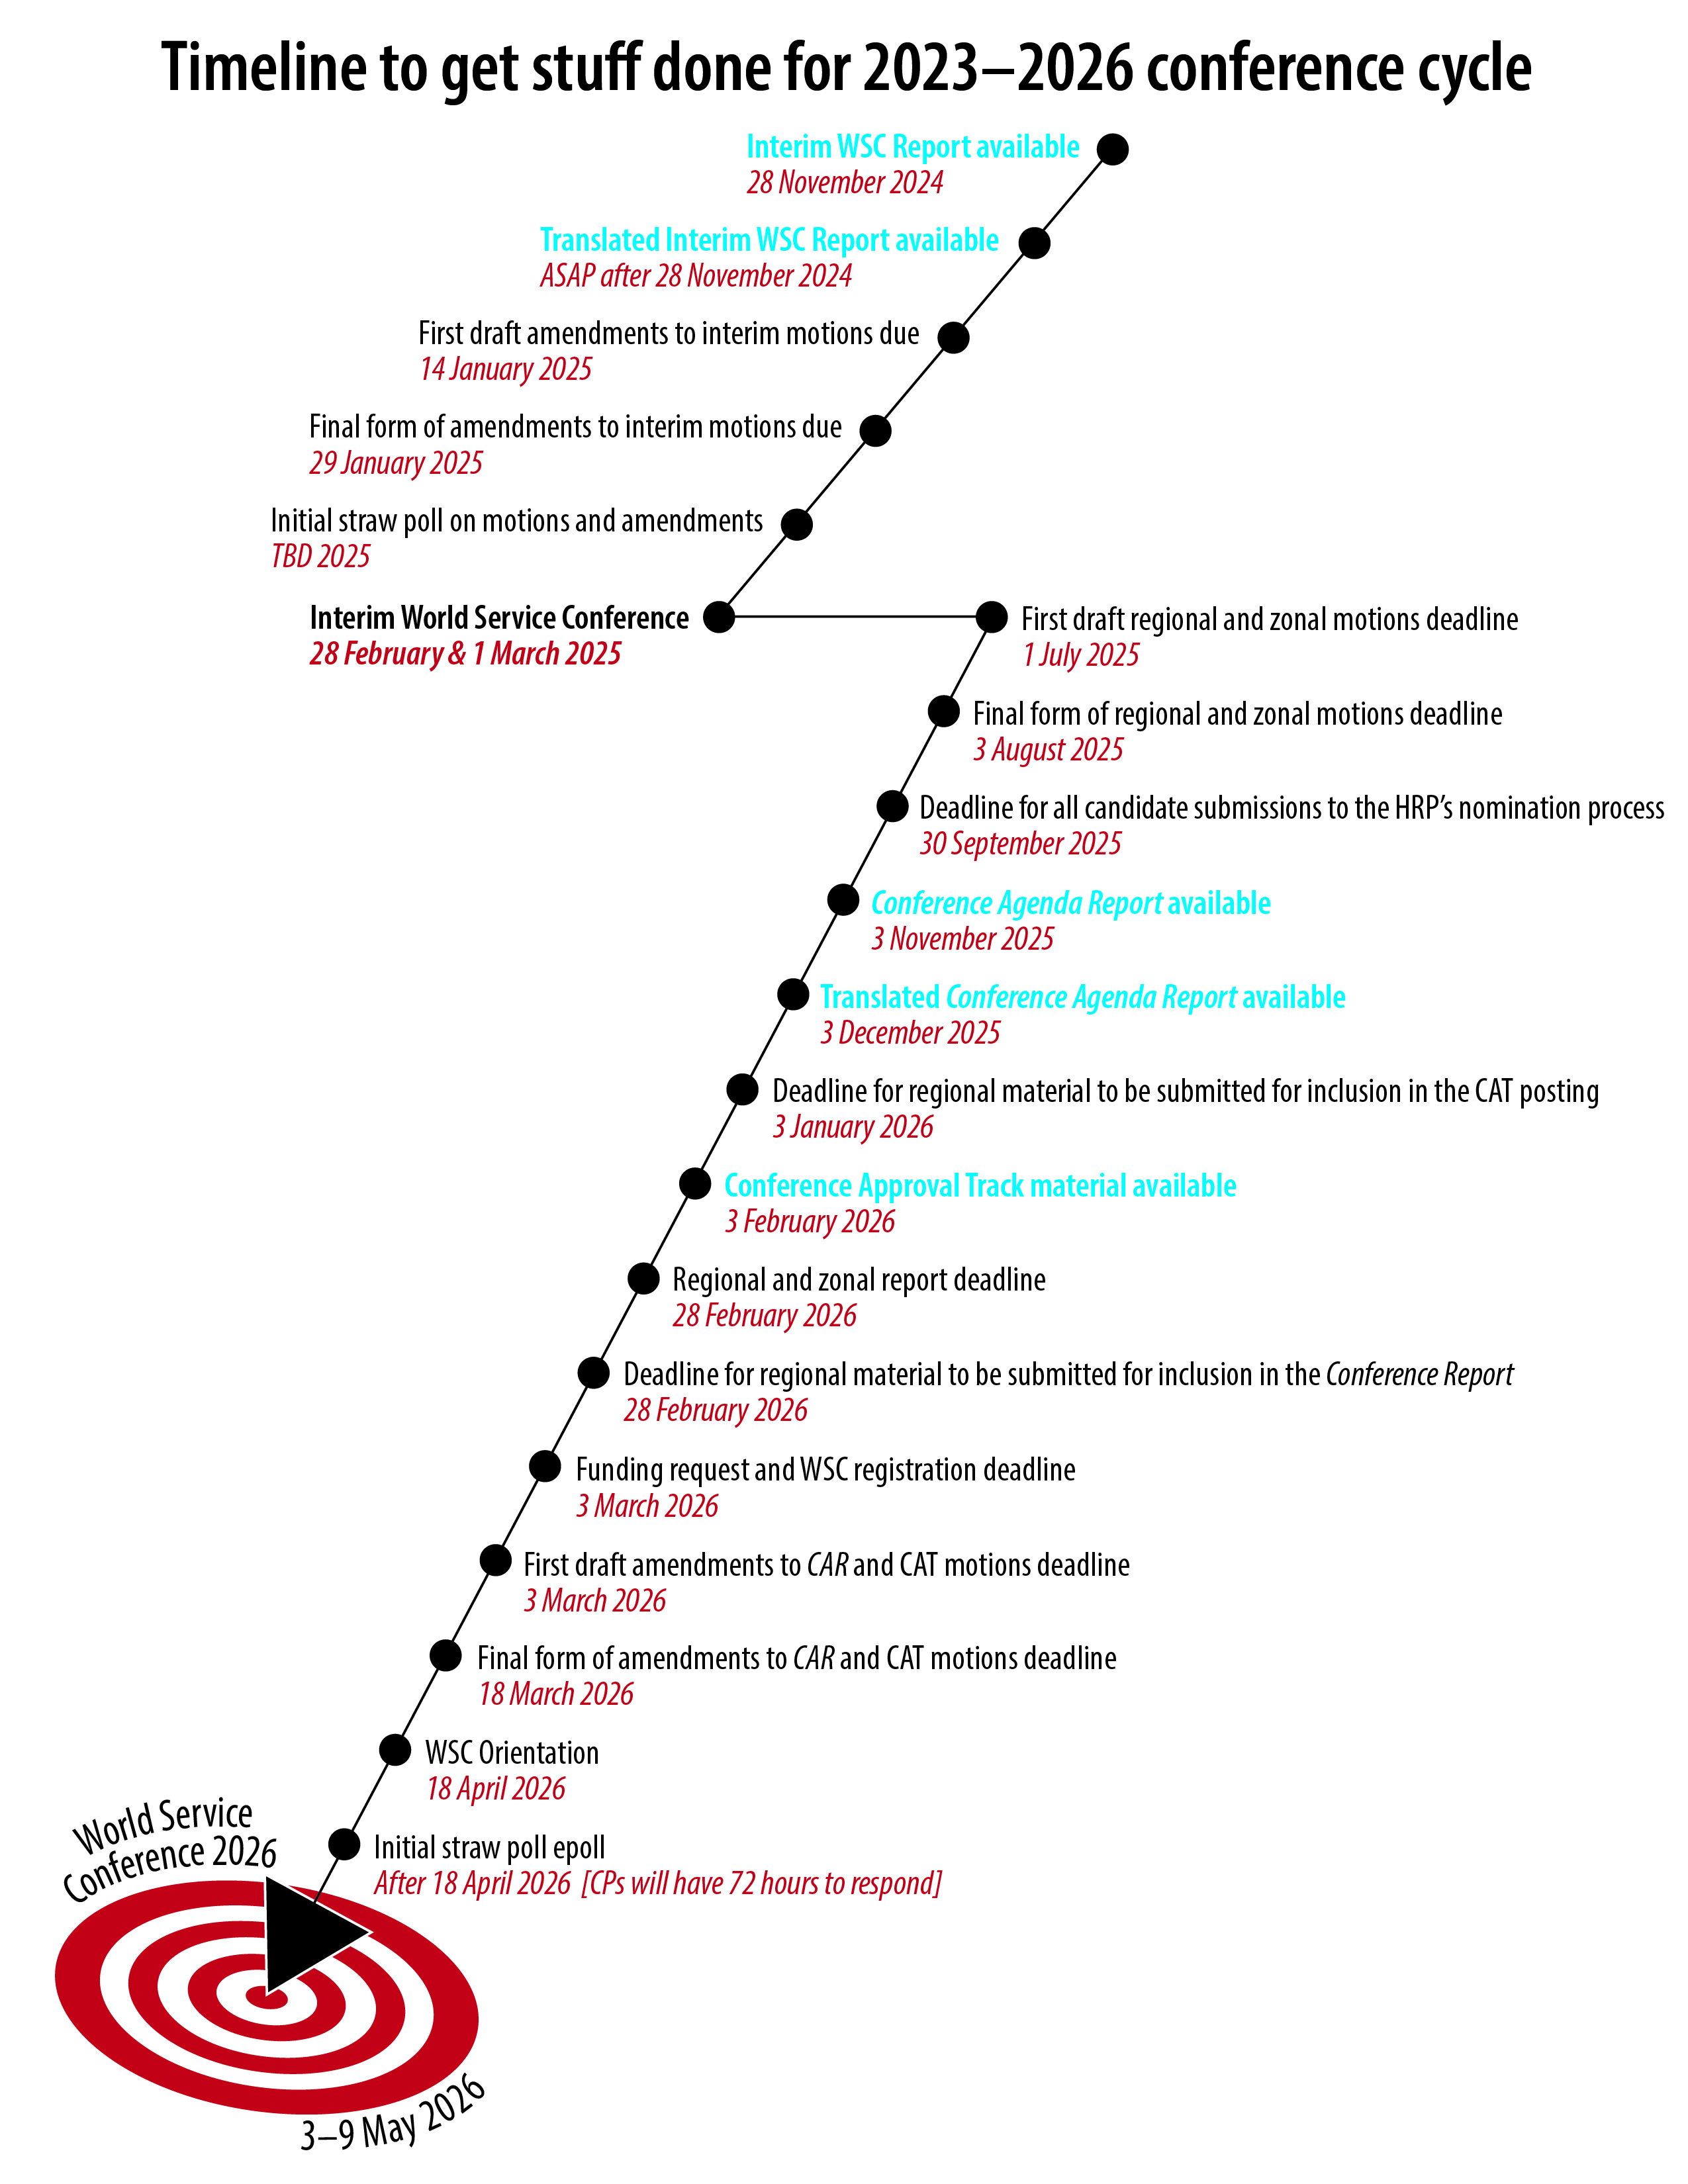 Timeline to get stuff done for 2023–2026 conference cycle
Interim WSC Report available
28 November 2024
Translated Interim WSC Report available
ASAP after 28 November 2024
First draft amendments to interim motions due
14 January 2025
Final form of amendments to interim motions due
29 January 2025
Initial straw poll on motions and amendments
TBD 2025
Interim World Service Conference
28 February & 1 March 2025
First draft regional and zonal motions deadline
1 July 2025
Final form of regional and zonal motions deadline
3 August 2025
Deadline for all candidate submissions to the HRP’s nomination process
30 September 2025
Conference Agenda Report available
3 November 2025
Translated Conference Agenda Report available
3 December 2025
Deadline for regional material to be submitted for inclusion in the CAT posting
3 January 2026
Conference Approval Track material available
3 February 2026
Regional and zonal report deadline
28 February 2026
Deadline for regional material to be submitted for inclusion in the Conference Report
28 February 2026
Funding request and WSC registration deadline
3 March 2026
First draft amendments to CAR and CAT motions deadline
3 March 2026
Final form of amendments to CAR and CAT motions deadline
18 March 2026
WSC Orientation
18 April 2026
Initial straw poll epoll
After 18 April 2026 [CPs will have 72 hours to respond]
World Service
Conference 2026
3–9 May 2026